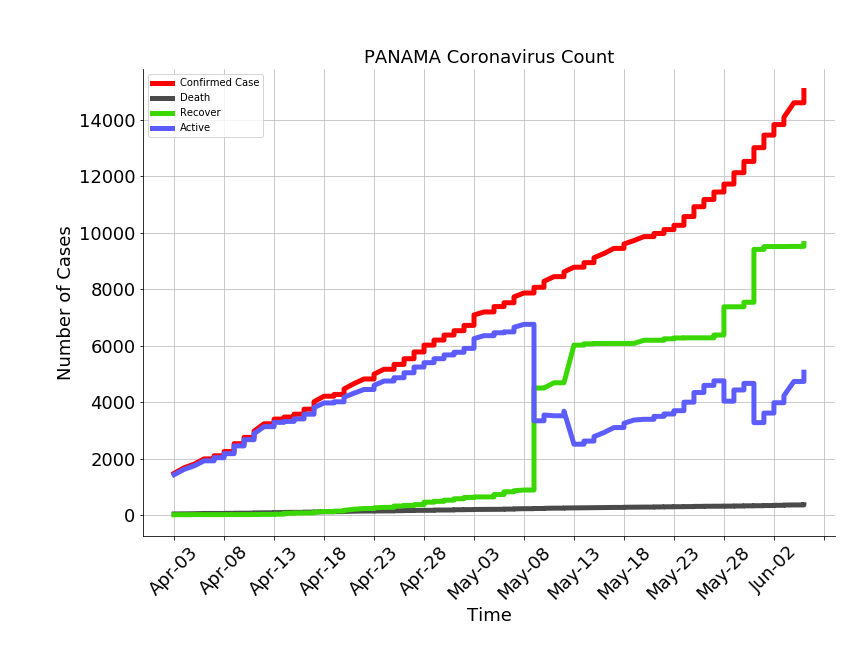 PANAMA Coronavirus Count
Confirmed Case
Death
Recover
Active
14000
12000
10000
8000
6000
4000
2000
0
Number of Cases
Apr-03
Apr-08
Apr-13
Apr-18
Apr-23
Apr-28
May-03
May-08
May-13
May-18
May-23
May-28
Jun-02
Time